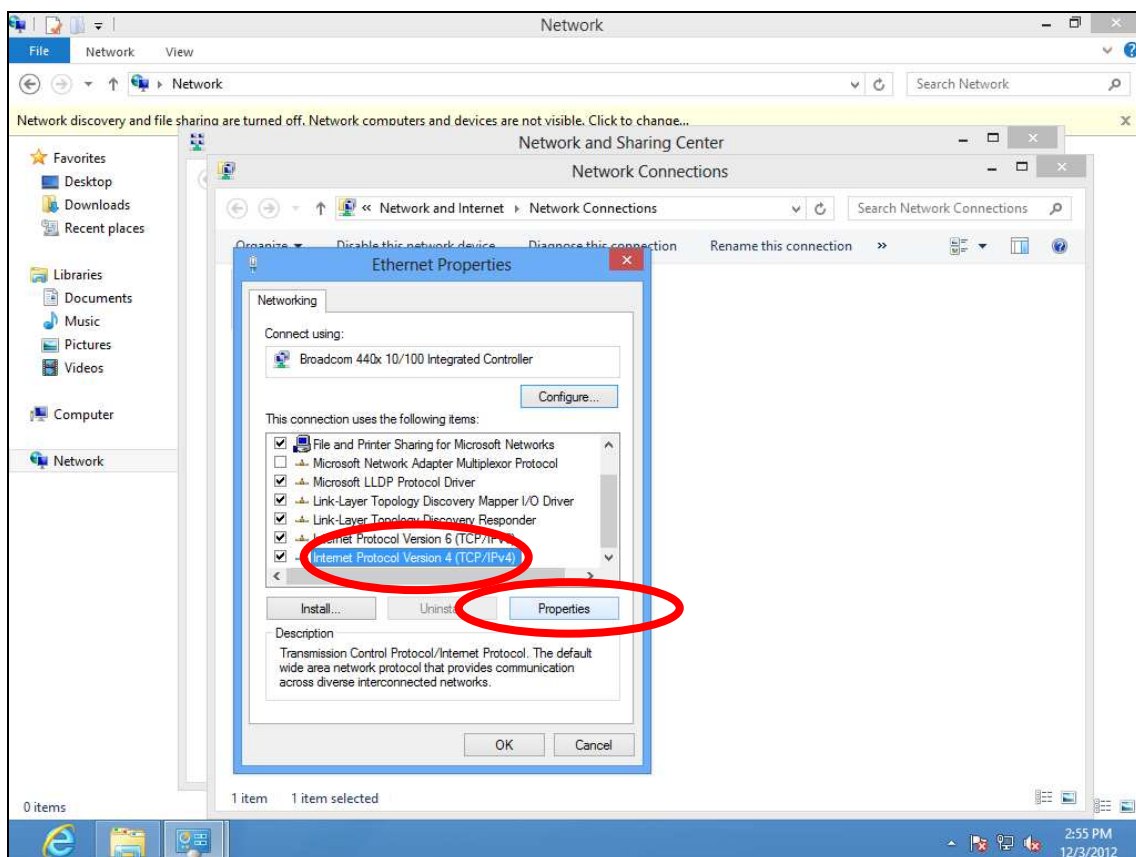 Network
File Network View
Network
Search Network
Network discovery and file sharing are turned off. Network computers and devices are not visible. Click to change...
Favorites
Desktop
Downloads
Recent places
Libraries
Documents
Music
Pictures
Videos
Computer
Network
0 items
Network and Sharing Center
Network Connections
« Network and Internet Network Connections
Search Network Connections
Organize Disable this network device Diagnose this connection Rename this connection »
Ethernet Properties
Networking
Connect using:
Broadcom 440x 10/100 Integrated Controller
Configure...
This connection uses the following items:
File and Printer Sharing for Microsoft Networks
Microsoft Network Adapter Multiplexor Protocol
Microsoft LLDP Protocol Driver
Link-Layer Topology Discovery Mapper I/O Driver
Link-Layer Topology Discovery Responder
Internet Protocol Version 6 (TCP/IPv6)
Internet Protocol Version 4 (TCP/IPv4)
Install... Properties
Description
Transmission Control Protocol/Internet Protocol. The default
wide area network protocol that provides communication
across diverse interconnected networks.
OK Cancel
1 item 1 item selected
2:55 PM
12/3/2012